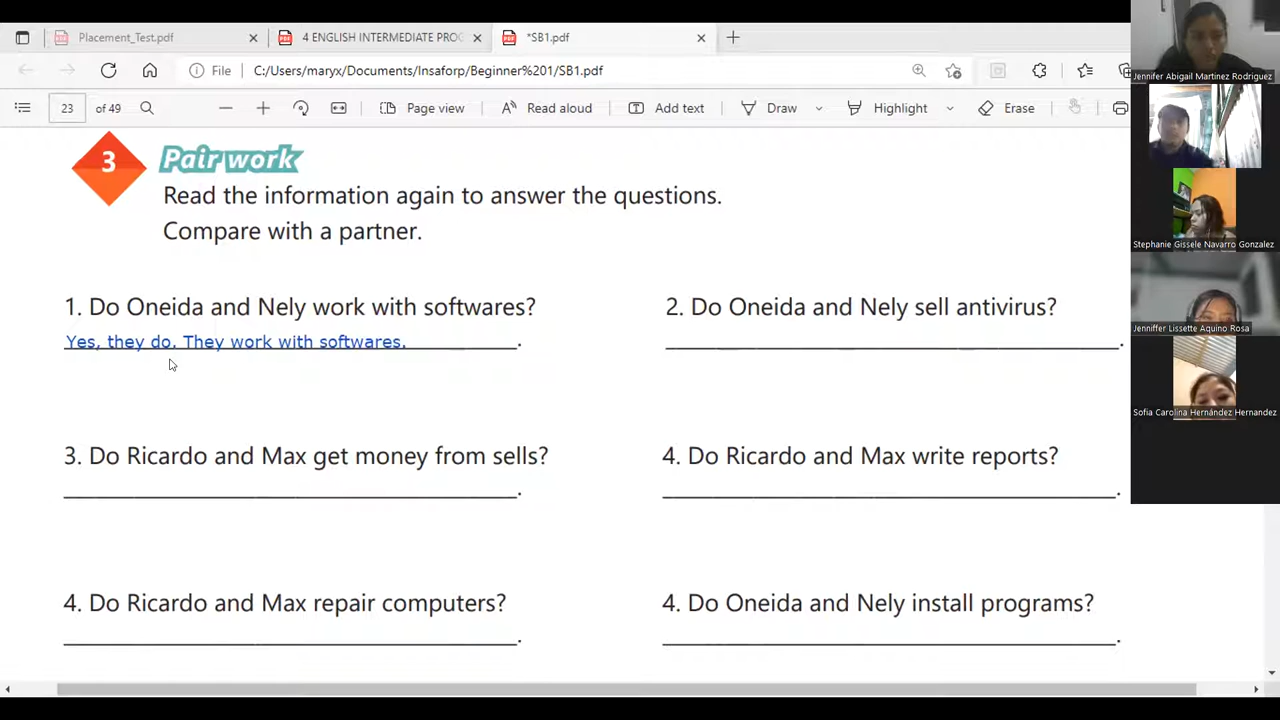 Placement_Test.pdf
4 ENGLISH INTERMEDIATE PROG
*SB1.pdf
File
C:/Users/maryx/Documents/Insaforp/Beginner%201/SB1.pdf
23 of 49
Page view
Read aloud
Add text
Draw
Highlight
Erase
3 Pair work
Read the information again to answer the questions.
Compare with a partner.
1. Do Oneida and Nely work with softwares?
Yes, they do. They work with softwares.
2. Do Oneida and Nely sell antivirus?
3. Do Ricardo and Max get money from sells?
4. Do Ricardo and Max write reports?
4. Do Ricardo and Max repair computers?
4. Do Oneida and Nely install programs?
Jennifer Abigail Martinez Rodriguez
Stephanie Gissele Navarro Gonzalez
Jenniffer Lissette Aquino Rosa
Sofia Carolina Hernández Hernandez